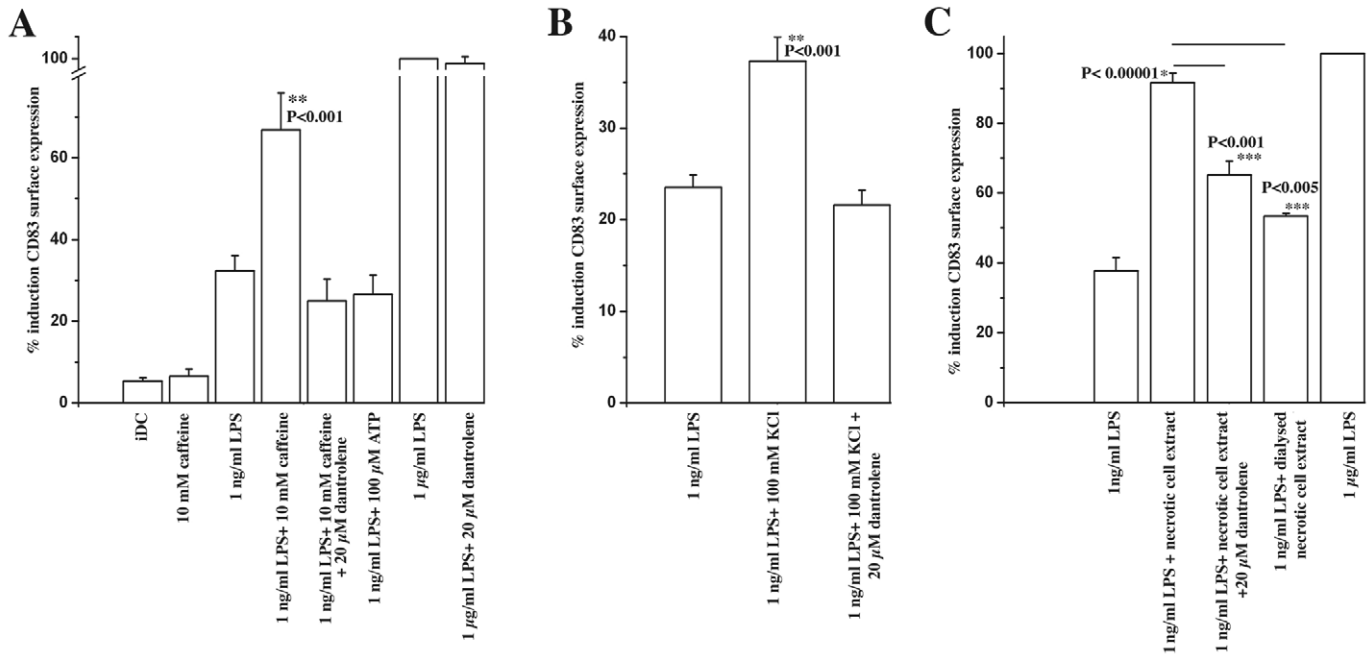 A
% induction CD83 surface expression
100
60
40
20
0
**
P<0.001
iDC
10 mM caffeine
1 ng/ml LPS
1 ng/ml LPS+ 10 mM caffeine
1 ng/ml LPS+ 10 mM caffeine
+ 20 µM dantrolene
1 ng/ml LPS+ 100 µM ATP
1 µg/ml LPS
1 µg/ml LPS+ 20 µM dantrolene
B
% induction CD83 surface expression
40
30
20
10
0
**
P<0.001
1 ng/ml LPS
1 ng/ml LPS+ 100 mM KCl
1 ng/ml LPS+ 100 mM KCl +
20 µM dantrolene
C
% induction CD83 surface expression
100
80
60
40
20
0
P< 0.00001*
P<0.001
***
P<0.005
***
1ng/ml LPS
1 ng/ml LPS + necrotic cell extract
1 ng/ml LPS+ necrotic cell extract
+20 µM dantrolene
1 ng/ml LPS+ dialysed
necrotic cell extract
1 µg/ml LPS